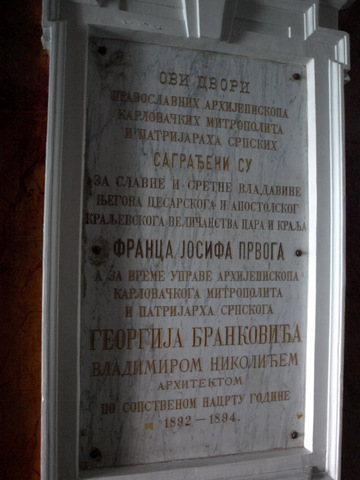 ОВИ ДВОРИ
ПРАВОСЛАВНИХ АРХИЈЕПИСКОПА
КАРЛОВАЧКИХ МИТРОПОЛИТА
И ПАТРИЈАРАХА СРПСКИХ
САГРАЂЕНИ СУ
ЗА СЛАВНЕ И СРЕТНЕ ВЛАДАВИНЕ
ЊЕГОВА ЦЕСАРСКОГА И АПОСТОЛСКОГ
КРАЉЕВСКОГА ВЕЛИЧАНСТВА ЦАРА И КРАЉА
ФРАНЦА ЈОСИФА ПРВОГА
А ЗА ВРЕМЕ УПРАВЕ АРХИЈЕПИСКОПА
КАРЛОВАЧКОГА МИТРОПОЛИТА
И ПАТРИЈАРХА СРПСКОГА
ГЕОРГИЈА БРАНКОВИЋА
ВЛАДИМИРОМ НИКОЛИЋЕМ
АРХИТЕКТОМ
ПО СОПСТВЕНОМ НАЦРТУ ГОДИНЕ
1892–1894.